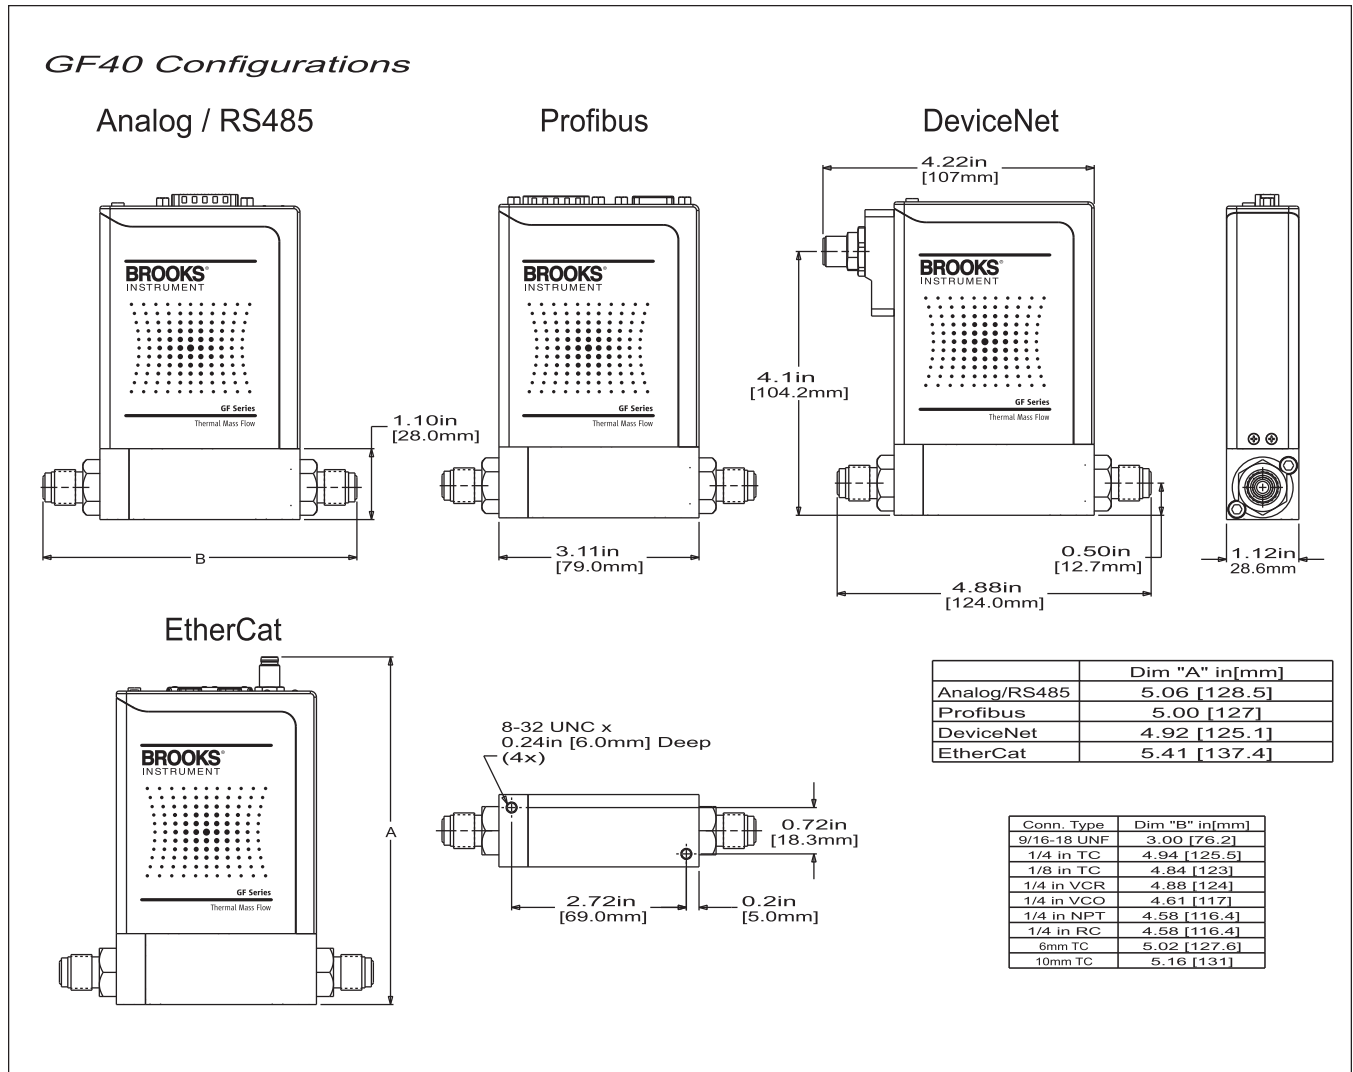 GF40 Configurations
Analog / RS485
Profibus
DeviceNet
4.22in
[107mm]
BROOKS®
INSTRUMENT
GF Series
Thermal Mass Flow
1.10in
[28.0mm]
B
BROOKS®
INSTRUMENT
GF Series
Thermal Mass Flow
3.11in
[79.0mm]
BROOKS®
INSTRUMENT
GF Series
Thermal Mass Flow
4.1in
[104.2mm]
0.50in
[12.7mm]
4.88in
[124.0mm]
1.12in
28.6mm
EtherCat
BROOKS®
INSTRUMENT
GF Series
Thermal Mass Flow
A
8-32 UNC x
0.24in [6.0mm] Deep
(4x)
0.72in
[18.3mm]
2.72in
[69.0mm]
0.2in
[5.0mm]
Dim "A" in[mm]
Analog/RS485 5.06 [128.5]
Profibus 5.00 [127]
DeviceNet 4.92 [125.1]
EtherCat 5.41 [137.4]
Conn. Type Dim "B" in[mm]
9/16-18 UNF 3.00 [76.2]
1/4 in TC 4.94 [125.5]
1/8 in TC 4.84 [123]
1/4 in VCR 4.88 [124]
1/4 in VCO 4.61 [117]
1/4 in NPT 4.58 [116.4]
1/4 in RC 4.58 [116.4]
6mm TC 5.02 [127.6]
10mm TC 5.16 [131]